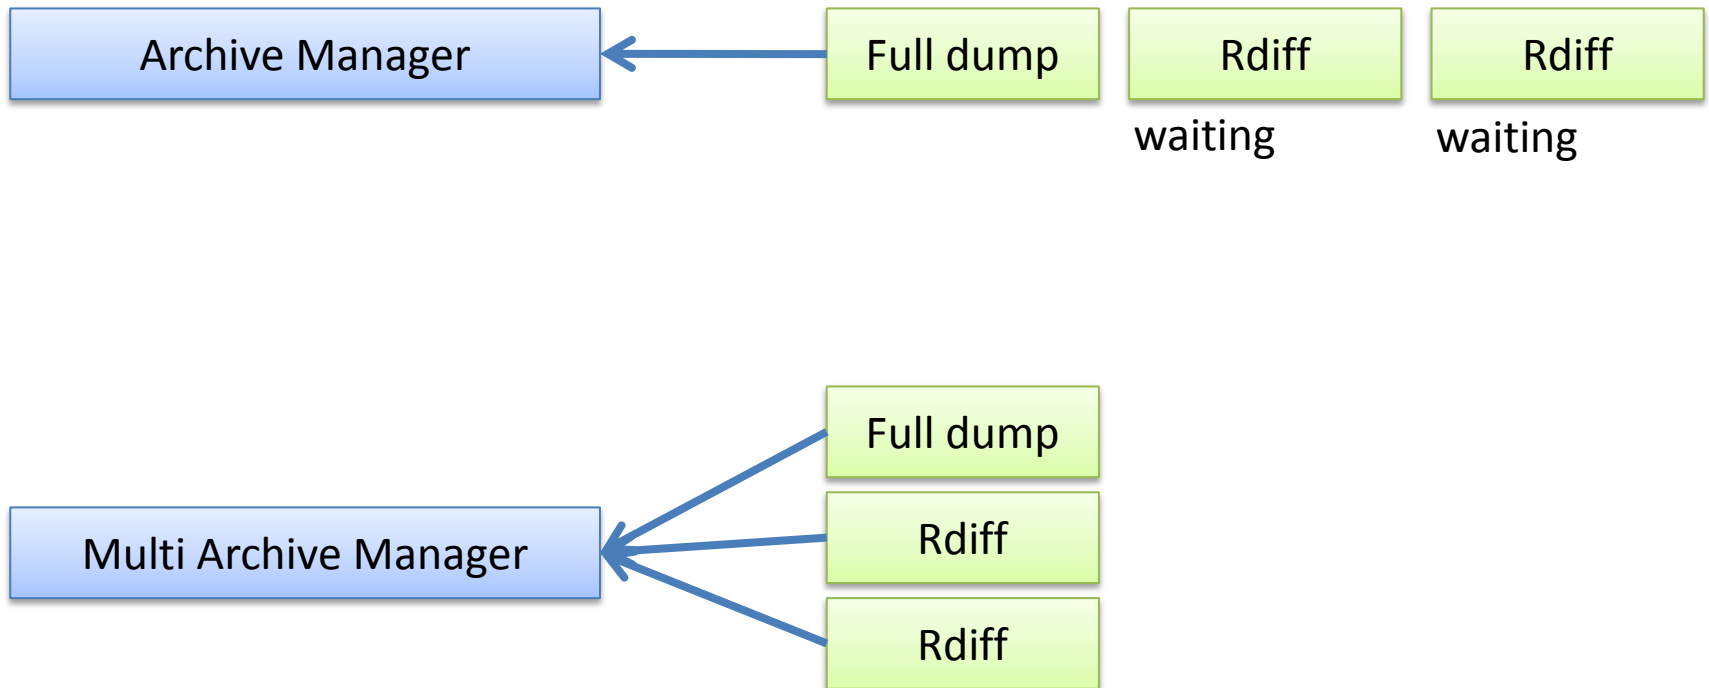 Archive Manager
Full dump
Rdiff
Rdiff
waiting
waiting
Full dump
Multi Archive Manager
Rdiff
Rdiff